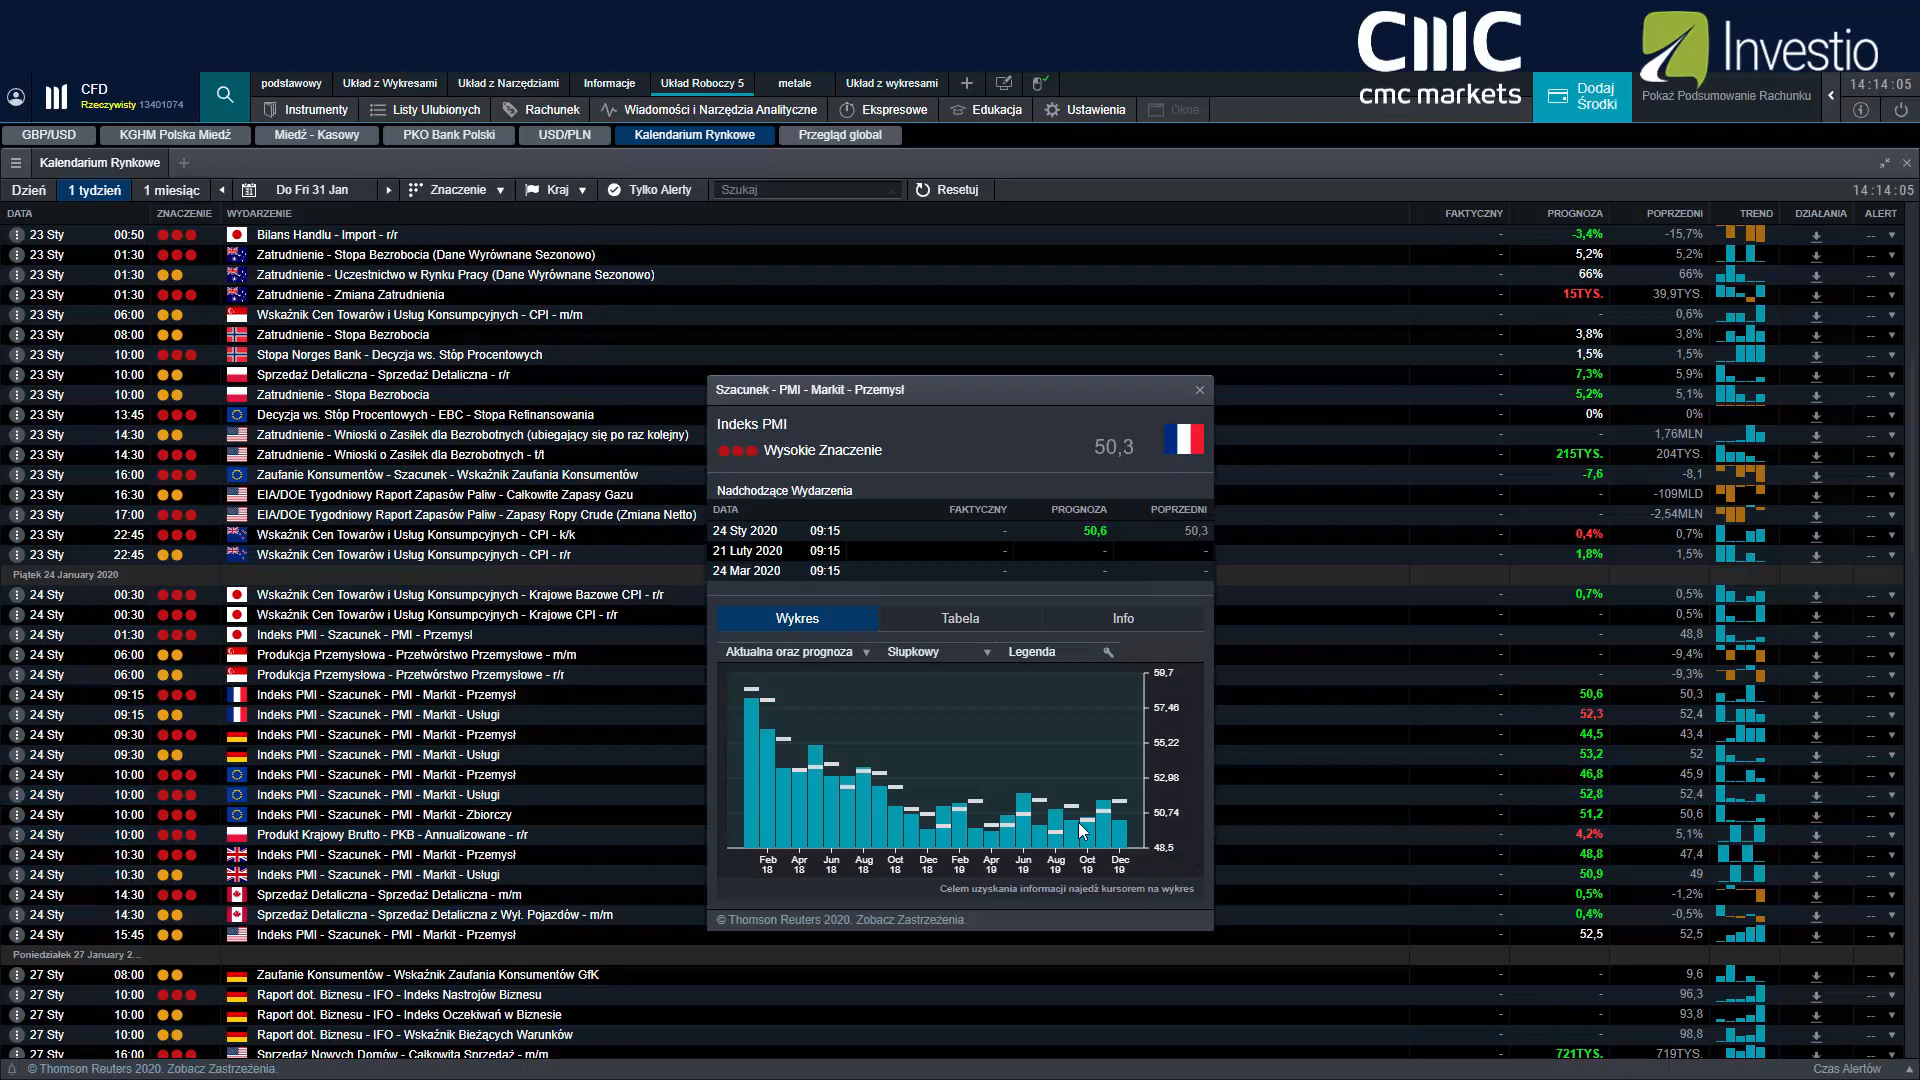 cmc markets
Investio
CFD
Rzeczywisty 13401074
podstawowy Układ z Wykresami Układ z Narzędziami Informacje Układ Roboczy 5 metale Układ z wykresami
Instrumenty Listy Ulubionych Rachunek Wiadomości i Narzędzia Analityczne Ekspresowe Edukacja Ustawienia Okna
Dodaj Środki
Pokaż Podsumowanie Rachunku
14:14:05
GBP/USD KGHM Polska Miedź Miedź - Kasowy PKO Bank Polski USD/PLN Kalendarium Rynkowe Przegląd global
Kalendarium Rynkowe
Dzień 1 tydzień 1 miesiąc Do Fri 31 Jan Znaczenie Kraj Tylko Alerty Szukaj Resetuj 14:14:05
DATA ZNACZENIE WYDARZENIE FAKTYCZNY PROGNOZA POPRZEDNI TREND DZIAŁANIA ALERT
23 Sty 00:50 Bilans Handlu - Import - r/r - -3,4% -15,7% --
23 Sty 01:30 Zatrudnienie - Stopa Bezrobocia (Dane Wyrównane Sezonowo) - 5,2% 5,2% --
23 Sty 01:30 Zatrudnienie - Uczestnictwo w Rynku Pracy (Dane Wyrównane Sezonowo) - 66% 66% --
23 Sty 01:30 Zatrudnienie - Zmiana Zatrudnienia - 15TYS. 39,9TYS. --
23 Sty 06:00 Wskaźnik Cen Towarów i Usług Konsumpcyjnych - CPI - m/m - - 0,6% --
23 Sty 08:00 Zatrudnienie - Stopa Bezrobocia - 3,8% 3,8% --
23 Sty 10:00 Stopa Norges Bank - Decyzja ws. Stóp Procentowych - 1,5% 1,5% --
23 Sty 10:00 Sprzedaż Detaliczna - Sprzedaż Detaliczna - r/r - 7,3% 5,9% --
23 Sty 10:00 Zatrudnienie - Stopa Bezrobocia - 5,2% 5,1% --
23 Sty 13:45 Decyzja ws. Stóp Procentowych - EBC - Stopa Refinansowania - 0% 0% --
23 Sty 14:30 Zatrudnienie - Wnioski o Zasiłek dla Bezrobotnych (ubiegający się po raz kolejny) - - 1,76MLN --
23 Sty 14:30 Zatrudnienie - Wnioski o Zasiłek dla Bezrobotnych - t/t - 215TYS. 204TYS. --
23 Sty 16:00 Zaufanie Konsumentów - Szacunek - Wskaźnik Zaufania Konsumentów - -7,6 -8,1 --
23 Sty 16:30 EIA/DOE Tygodniowy Raport Zapasów Paliw - Całkowite Zapasy Gazu - - -109MLD --
23 Sty 17:00 EIA/DOE Tygodniowy Raport Zapasów Paliw - Zapasy Ropy Crude (Zmiana Netto) - - -2,54MLN --
23 Sty 22:45 Wskaźnik Cen Towarów i Usług Konsumpcyjnych - CPI - k/k - 0,4% 0,7% --
23 Sty 22:45 Wskaźnik Cen Towarów i Usług Konsumpcyjnych - CPI - r/r - 1,8% 1,5% --
Piątek 24 January 2020
24 Sty 00:30 Wskaźnik Cen Towarów i Usług Konsumpcyjnych - Krajowe Bazowe CPI - r/r - 0,7% 0,5% --
24 Sty 00:30 Wskaźnik Cen Towarów i Usług Konsumpcyjnych - Krajowe CPI - r/r - - 0,5% --
24 Sty 01:30 Indeks PMI - Szacunek - PMI - Przemysł - - 48,8 --
24 Sty 06:00 Produkcja Przemysłowa - Przetwórstwo Przemysłowe - m/m - - -9,4% --
24 Sty 06:00 Produkcja Przemysłowa - Przetwórstwo Przemysłowe - r/r - - -9,3% --
24 Sty 09:15 Indeks PMI - Szacunek - PMI - Markit - Przemysł - 50,6 50,3 --
24 Sty 09:15 Indeks PMI - Szacunek - PMI - Markit - Usługi - 52,3 52,4 --
24 Sty 09:30 Indeks PMI - Szacunek - PMI - Markit - Przemysł - 44,5 43,4 --
24 Sty 09:30 Indeks PMI - Szacunek - PMI - Markit - Usługi - 53,2 52 --
24 Sty 10:00 Indeks PMI - Szacunek - PMI - Markit - Przemysł - 46,8 45,9 --
24 Sty 10:00 Indeks PMI - Szacunek - PMI - Markit - Usługi - 52,8 52,4 --
24 Sty 10:00 Indeks PMI - Szacunek - PMI - Markit - Zbiorczy - 51,2 50,6 --
24 Sty 10:00 Produkt Krajowy Brutto - PKB - Annualizowane - r/r - 4,2% 5,1% --
24 Sty 10:30 Indeks PMI - Szacunek - PMI - Markit - Przemysł - 48,8 47,4 --
24 Sty 10:30 Indeks PMI - Szacunek - PMI - Markit - Usługi - 50,9 49 --
24 Sty 14:30 Sprzedaż Detaliczna - Sprzedaż Detaliczna - m/m - 0,5% -1,2% --
24 Sty 14:30 Sprzedaż Detaliczna - Sprzedaż Detaliczna z Wył. Pojazdów - m/m - 0,4% -0,5% --
24 Sty 15:45 Indeks PMI - Szacunek - PMI - Markit - Przemysł - 52,5 52,5 --
Poniedziałek 27 January 2...
27 Sty 08:00 Zaufanie Konsumentów - Wskaźnik Zaufania Konsumentów GfK - - 9,6 --
27 Sty 10:00 Raport dot. Biznesu - IFO - Indeks Nastrojów Biznesu - - 96,3 --
27 Sty 10:00 Raport dot. Biznesu - IFO - Indeks Oczekiwań w Biznesie - - 93,8 --
27 Sty 10:00 Raport dot. Biznesu - IFO - Wskaźnik Bieżących Warunków - - 98,8 --
27 Sty 16:00 Sprzedaż Nowych Domów - Całkowita Sprzedaż - m/m - 721TYS. 719TYS. --
Szacunek - PMI - Markit - Przemysł
Indeks PMI
Wysokie Znaczenie 50,3
Nadchodzące Wydarzenia
DATA FAKTYCZNY PROGNOZA POPRZEDNI
24 Sty 2020 09:15 - 50,6 50,3
21 Luty 2020 09:15 - - -
24 Mar 2020 09:15 - - -
Wykres Tabela Info
Aktualna oraz prognoza Słupkowy Legenda
59,7
57,46
55,22
52,98
50,74
48,5
Feb 18 Apr 18 Jun 18 Aug 18 Oct 18 Dec 18 Feb 19 Apr 19 Jun 19 Aug 19 Oct 19 Dec 19
Celem uzyskania informacji najedź kursorem na wykres
© Thomson Reuters 2020. Zobacz Zastrzeżenia.
© Thomson Reuters 2020. Zobacz Zastrzeżenia. Czas Alertów